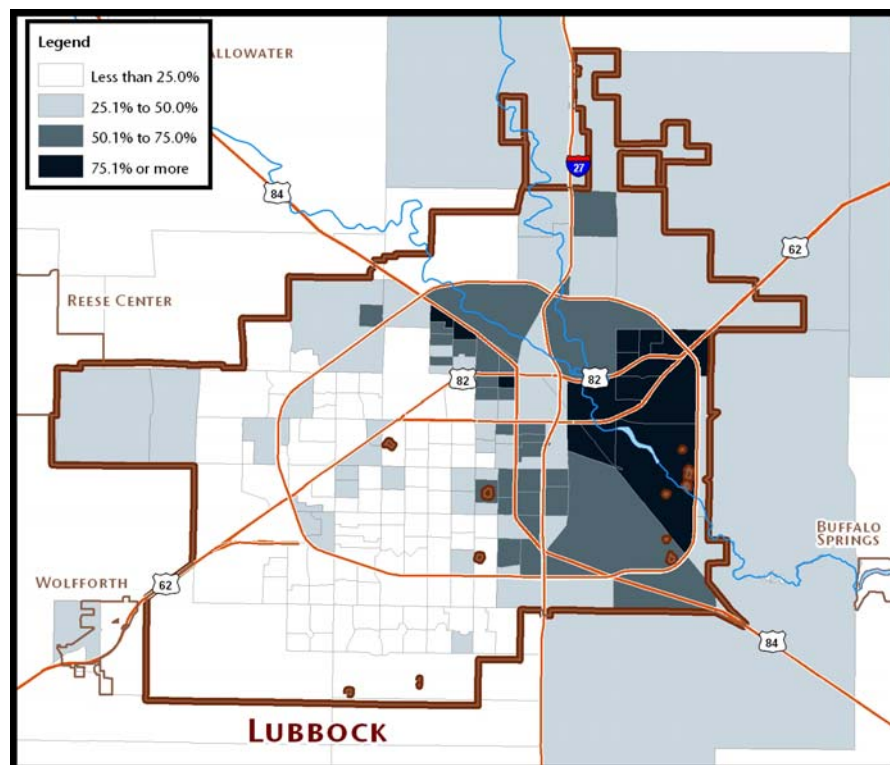 Legend
Less than 25.0%
25.1% to 50.0%
50.1% to 75.0%
75.1% or more
ALLOWATER
27
84
62
REESE CENTER
82
82
BUFFALO
SPRINGS
WOLFFORTH
62
84
LUBBOCK